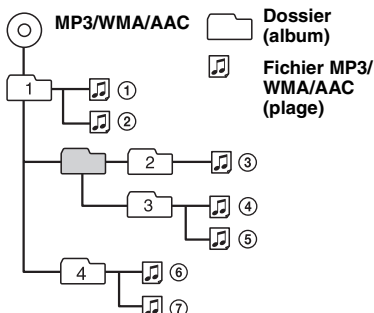 MP3/WMA/AAC
Dossier
(album)
Fichier MP3/
WMA/AAC
(plage)
1
①
②
2
③
3
④
⑤
4
⑥
⑦